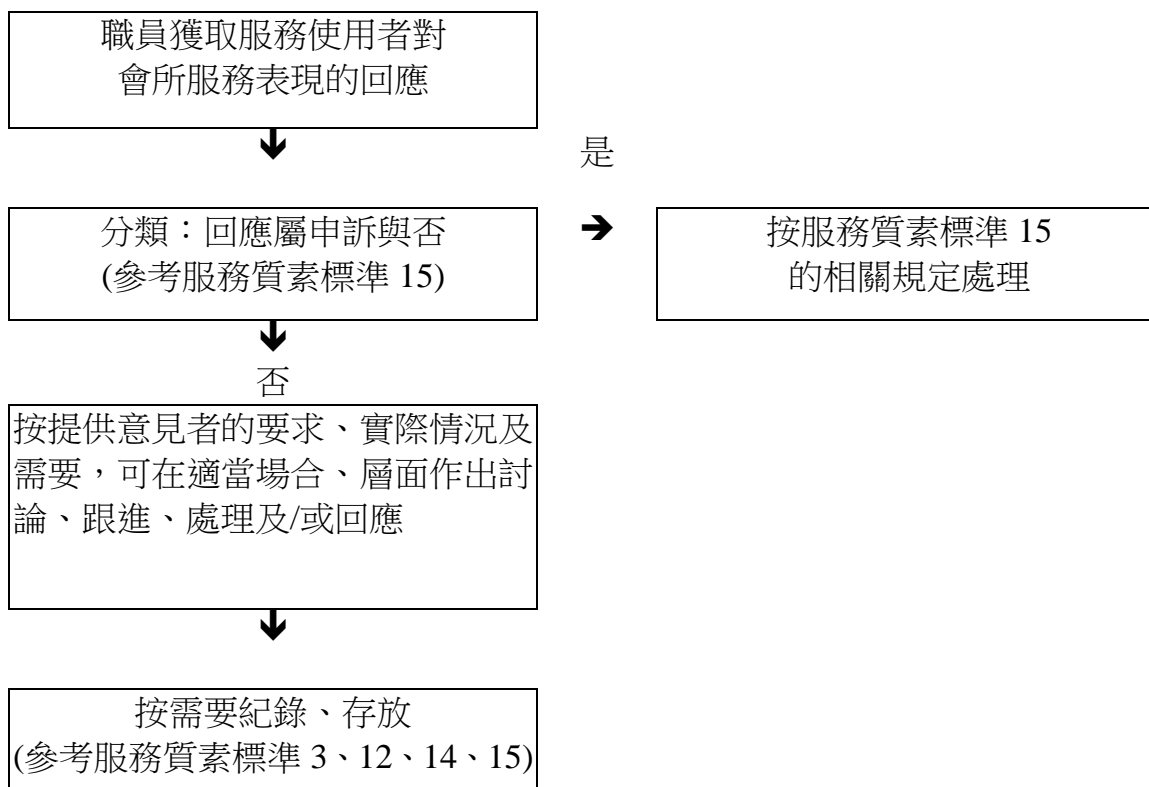 職員獲取服務使用者對
會所服務表現的回應
🡻
是
分類：回應屬申訴與否
(參考服務質素標準 15)
🡺
按服務質素標準 15
的相關規定處理
🡻
否
按提供意見者的要求、實際情況及
需要，可在適當場合、層面作出討
論、跟進、處理及/或回應
🡻
按需要紀錄、存放
(參考服務質素標準 3、12、14、15)